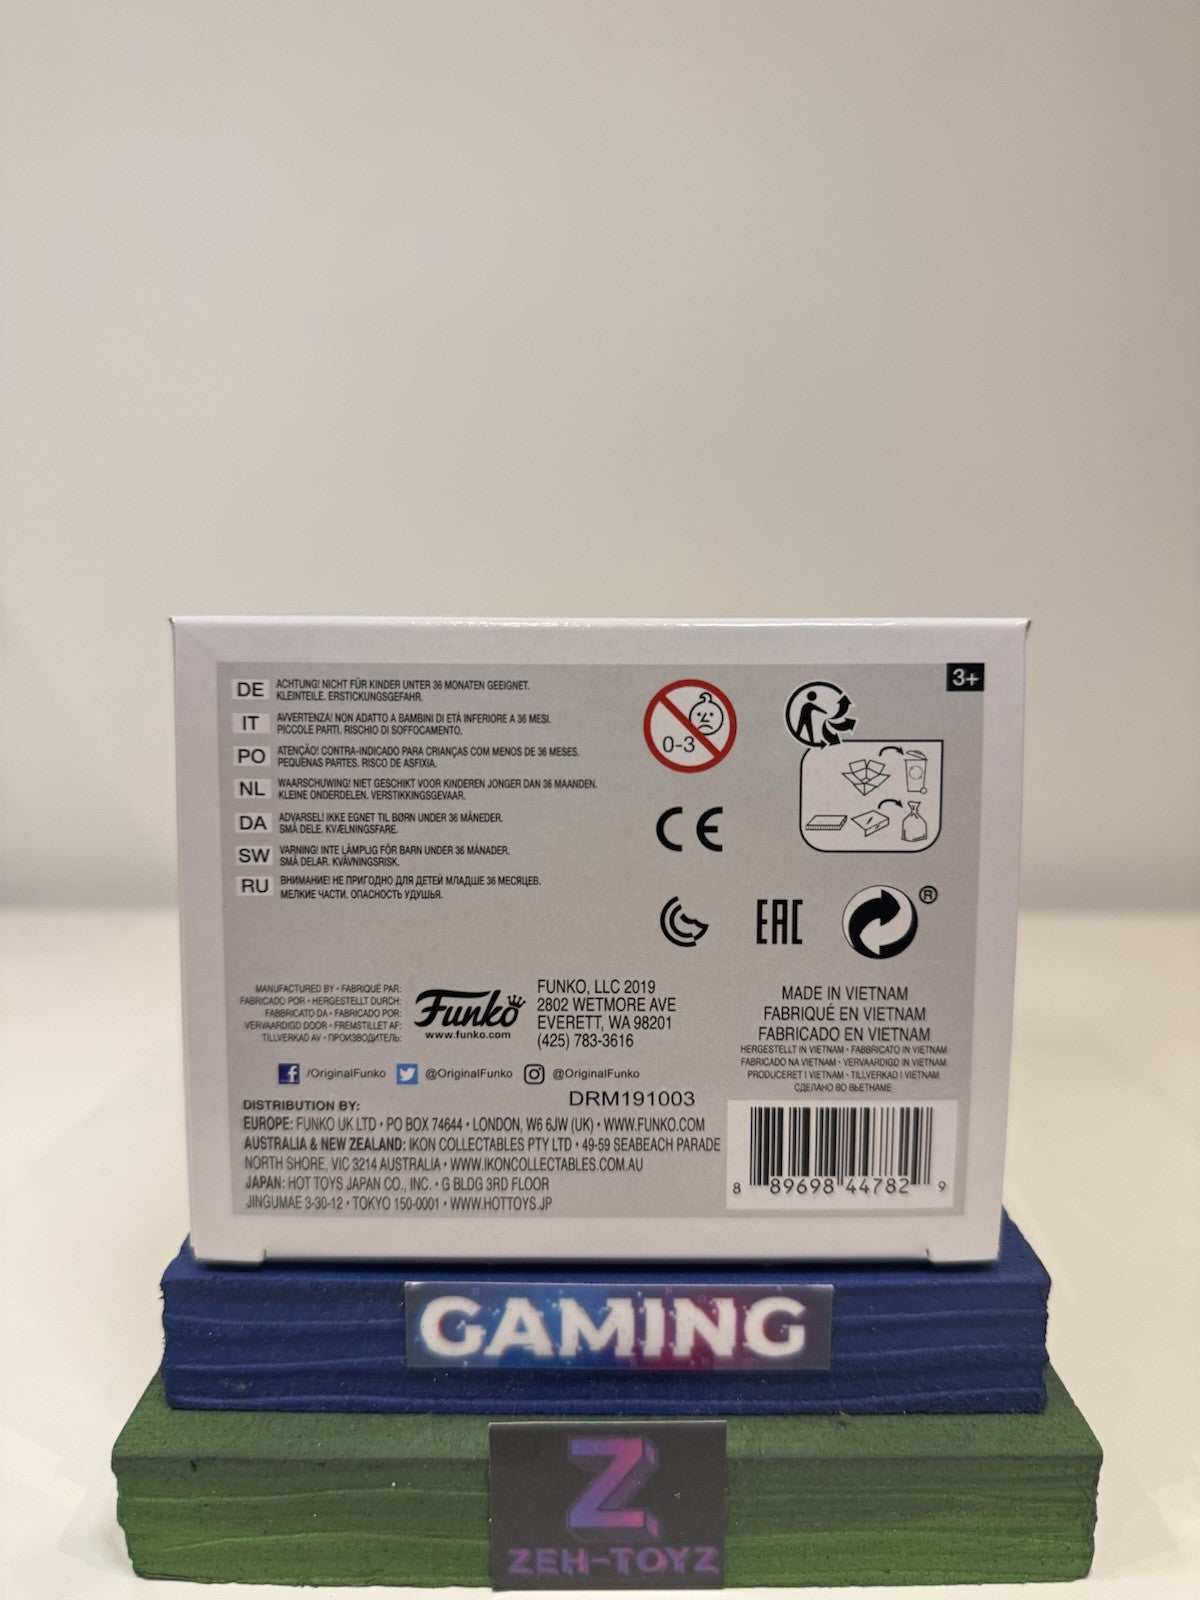 3+
DE ACHTUNG! NICHT FÜR KINDER UNTER 36 MONATEN GEEIGNET.
KLEINTEILE. ERSTICKUNGSGEFAHR.
IT AVVERTENZA! NON ADATTO A BAMBINI DI ETÀ INFERIORE A 36 MESI.
PICCOLE PARTI. RISCHIO DI SOFFOCAMENTO.
PO ATENÇÃO! CONTRA-INDICADO PARA CRIANÇAS COM MENOS DE 36 MESES.
PEQUENAS PARTES. RISCO DE ASFIXIA.
NL WAARSCHUWING! NIET GESCHIKT VOOR KINDEREN JONGER DAN 36 MAANDEN.
KLEINE ONDERDELEN. VERSTIKKINGSGEVAAR.
DA ADVARSEL! IKKE EGNET TIL BØRN UNDER 36 MÅNEDER.
SMÅ DELE. KVÆLNINGSFARE.
SW VARNING! INTE LÄMPLIG FÖR BARN UNDER 36 MÅNADER.
SMÅ DELAR. KVÄVNINGSRISK.
RU ВНИМАНИЕ! НЕ ПРИГОДНО ДЛЯ ДЕТЕЙ МЛАДШЕ 36 МЕСЯЦЕВ.
МЕЛКИЕ ЧАСТИ. ОПАСНОСТЬ УДУШЬЯ.
0-3
CE
EAC
®
MANUFACTURED BY • FABRIQUÉ PAR:
FABRICADO POR • HERGESTELLT DURCH:
FABBRICATO DA • FABRICADO POR:
VERVAARDIGD DOOR • FREMSTILLET AF:
TILLVERKAD AV • ПРОИЗВОДИТЕЛЬ:
Funko
www.funko.com
FUNKO, LLC 2019
2802 WETMORE AVE
EVERETT, WA 98201
(425) 783-3616
MADE IN VIETNAM
FABRIQUÉ EN VIETNAM
FABRICADO EN VIETNAM
HERGESTELLT IN VIETNAM • FABBRICATO IN VIETNAM
FABRICADO NA VIETNAM • VERVAARDIGD IN VIETNAM
PRODUCERET I VIETNAM • TILLVERKAD I VIETNAM
СДЕЛАНО ВО ВЬЕТНАМЕ
/OriginalFunko @OriginalFunko @OriginalFunko
DRM191003
DISTRIBUTION BY:
EUROPE: FUNKO UK LTD • PO BOX 74644 • LONDON, W6 6JW (UK) • WWW.FUNKO.COM
AUSTRALIA & NEW ZEALAND: IKON COLLECTABLES PTY LTD • 49-59 SEABEACH PARADE
NORTH SHORE, VIC 3214 AUSTRALIA • WWW.IKONCOLLECTABLES.COM.AU
JAPAN: HOT TOYS JAPAN CO., INC. • G BLDG 3RD FLOOR
JINGUMAE 3-30-12 • TOKYO 150-0001 • WWW.HOTTOYS.JP
8 89698 44782 9
GAMING
Z
ZEH-TOYZ